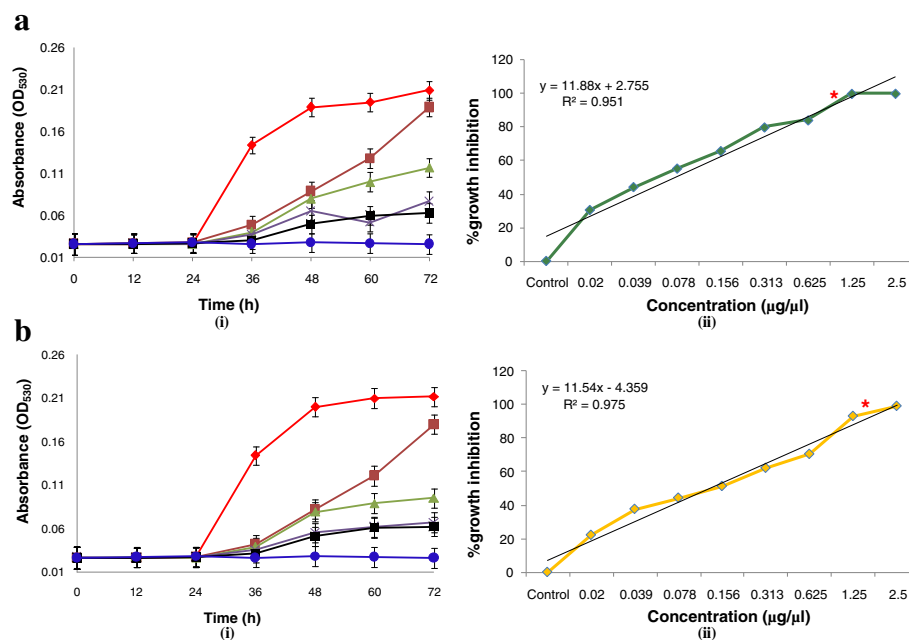 a
Absorbance (OD530)
0.26
0.21
0.16
0.11
0.06
0.01
0 12 24 36 48 60 72
Time (h)
(i)
%growth inhibition
120
100
80
60
40
20
0
y = 11.88x + 2.755
R² = 0.951
*
Control 0.02 0.039 0.078 0.156 0.313 0.625 1.25 2.5
Concentration (µg/µl)
(ii)
b
Absorbance (OD530)
0.26
0.21
0.16
0.11
0.06
0.01
0 12 24 36 48 60 72
Time (h)
(i)
%growth inhibition
120
100
80
60
40
20
0
y = 11.54x - 4.359
R² = 0.975
*
Control 0.02 0.039 0.078 0.156 0.313 0.625 1.25 2.5
Concentration (µg/µl)
(ii)